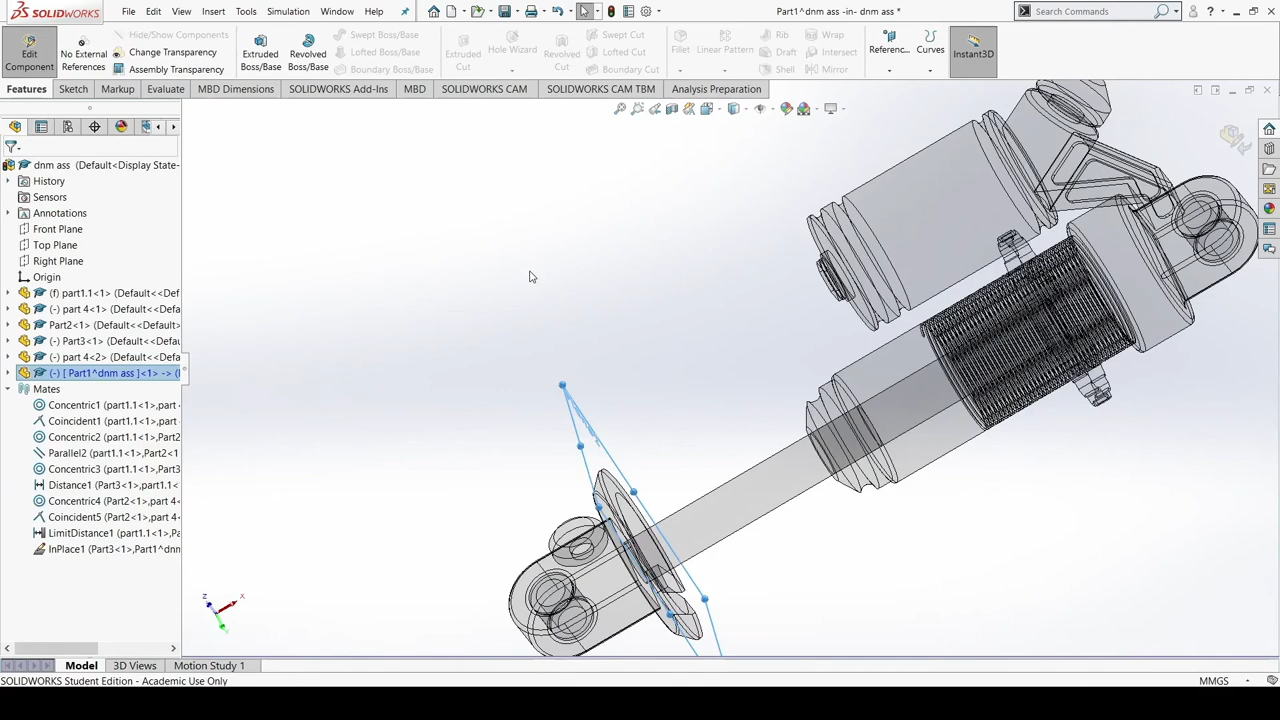 SOLIDWORKS
File
Edit
View
Insert
Tools
Simulation
Window
Help
Part1^dnm ass -in- dnm ass *
Search Commands
Edit
Component
No External
References
Hide/Show Components
Change Transparency
Assembly Transparency
Extruded
Boss/Base
Revolved
Boss/Base
Swept Boss/Base
Lofted Boss/Base
Boundary Boss/Base
Extruded
Cut
Hole Wizard
Revolved
Cut
Swept Cut
Lofted Cut
Boundary Cut
Fillet
Linear Pattern
Rib
Draft
Shell
Wrap
Intersect
Mirror
Referenc...
Curves
Instant3D
Features
Sketch
Markup
Evaluate
MBD Dimensions
SOLIDWORKS Add-Ins
MBD
SOLIDWORKS CAM
SOLIDWORKS CAM TBM
Analysis Preparation
dnm ass (Default<Display State-
History
Sensors
Annotations
Front Plane
Top Plane
Right Plane
Origin
(f) part1.1<1> (Default<<Def
(-) part 4<1> (Default<<Defa
Part2<1> (Default<<Default>
(-) Part3<1> (Default<<Defau
(-) part 4<2> (Default<<Defa
(-) [ Part1^dnm ass ]<1> -> (
Mates
Concentric1 (part1.1<1>,part
Coincident1 (part1.1<1>,part
Concentric2 (part1.1<1>,Part2
Parallel2 (part1.1<1>,Part2<1
Concentric3 (part1.1<1>,Part3
Distance1 (Part3<1>,part1.1<
Concentric4 (Part2<1>,part 4
Coincident5 (Part2<1>,part 4
LimitDistance1 (part1.1<1>,Pa
InPlace1 (Part3<1>,Part1^dnn
z
x
y
Model
3D Views
Motion Study 1
SOLIDWORKS Student Edition - Academic Use Only
MMGS